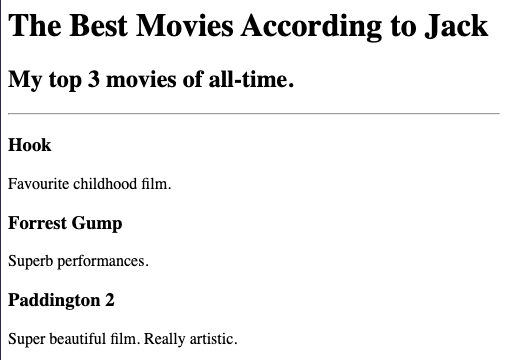 The Best Movies According to Jack
My top 3 movies of all-time.
Hook
Favourite childhood film.
Forrest Gump
Superb performances.
Paddington 2
Super beautiful film. Really artistic.